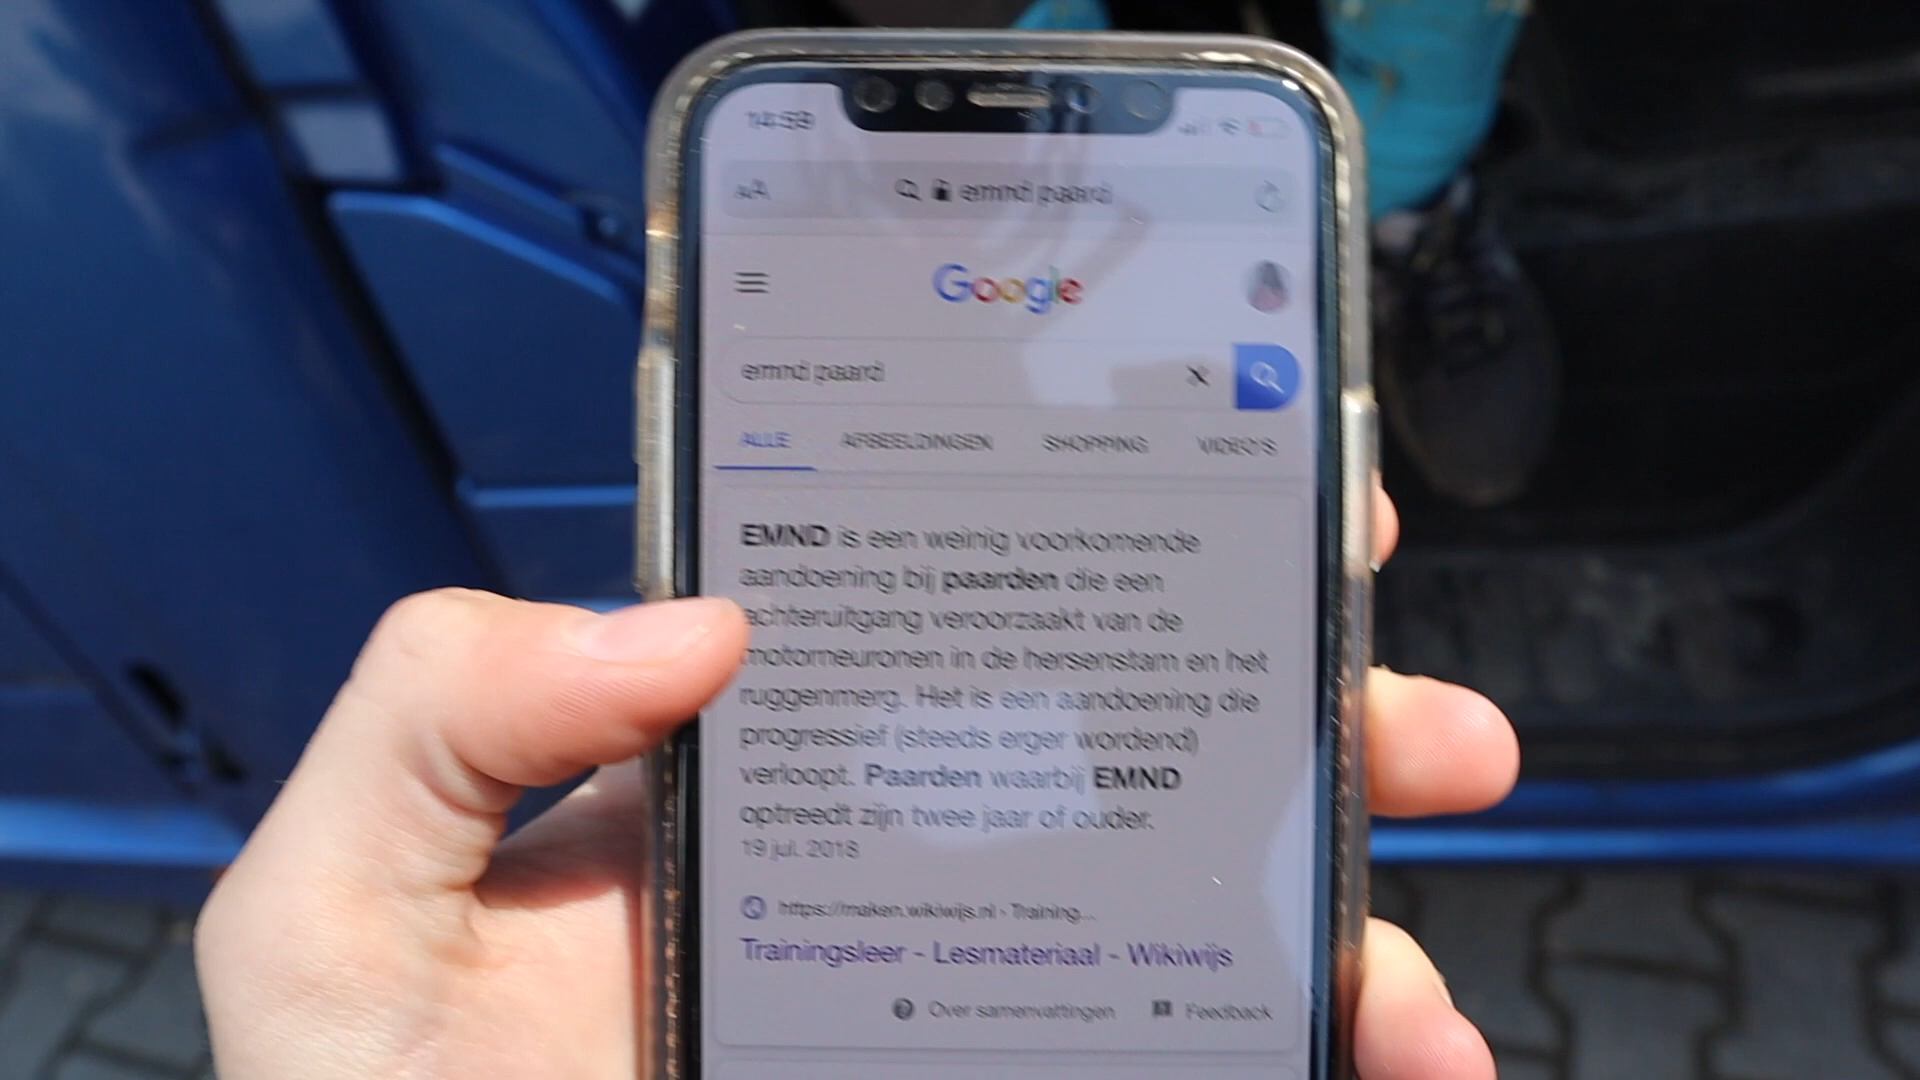 14:59
AA emnd paard
Google
emnd paard
ALLE AFBEELDINGEN SHOPPING VIDEO'S
EMND is een weinig voorkomende
aandoening bij paarden die een
achteruitgang veroorzaakt van de
motorneuronen in de hersenstam en het
ruggenmerg. Het is een aandoening die
progressief (steeds erger wordend)
verloopt. Paarden waarbij EMND
optreedt zijn twee jaar of ouder.
19 jul. 2018
https://maken.wikiwijs.nl › Training...
Trainingsleer - Lesmateriaal - Wikiwijs
Over samenvattingen Feedback